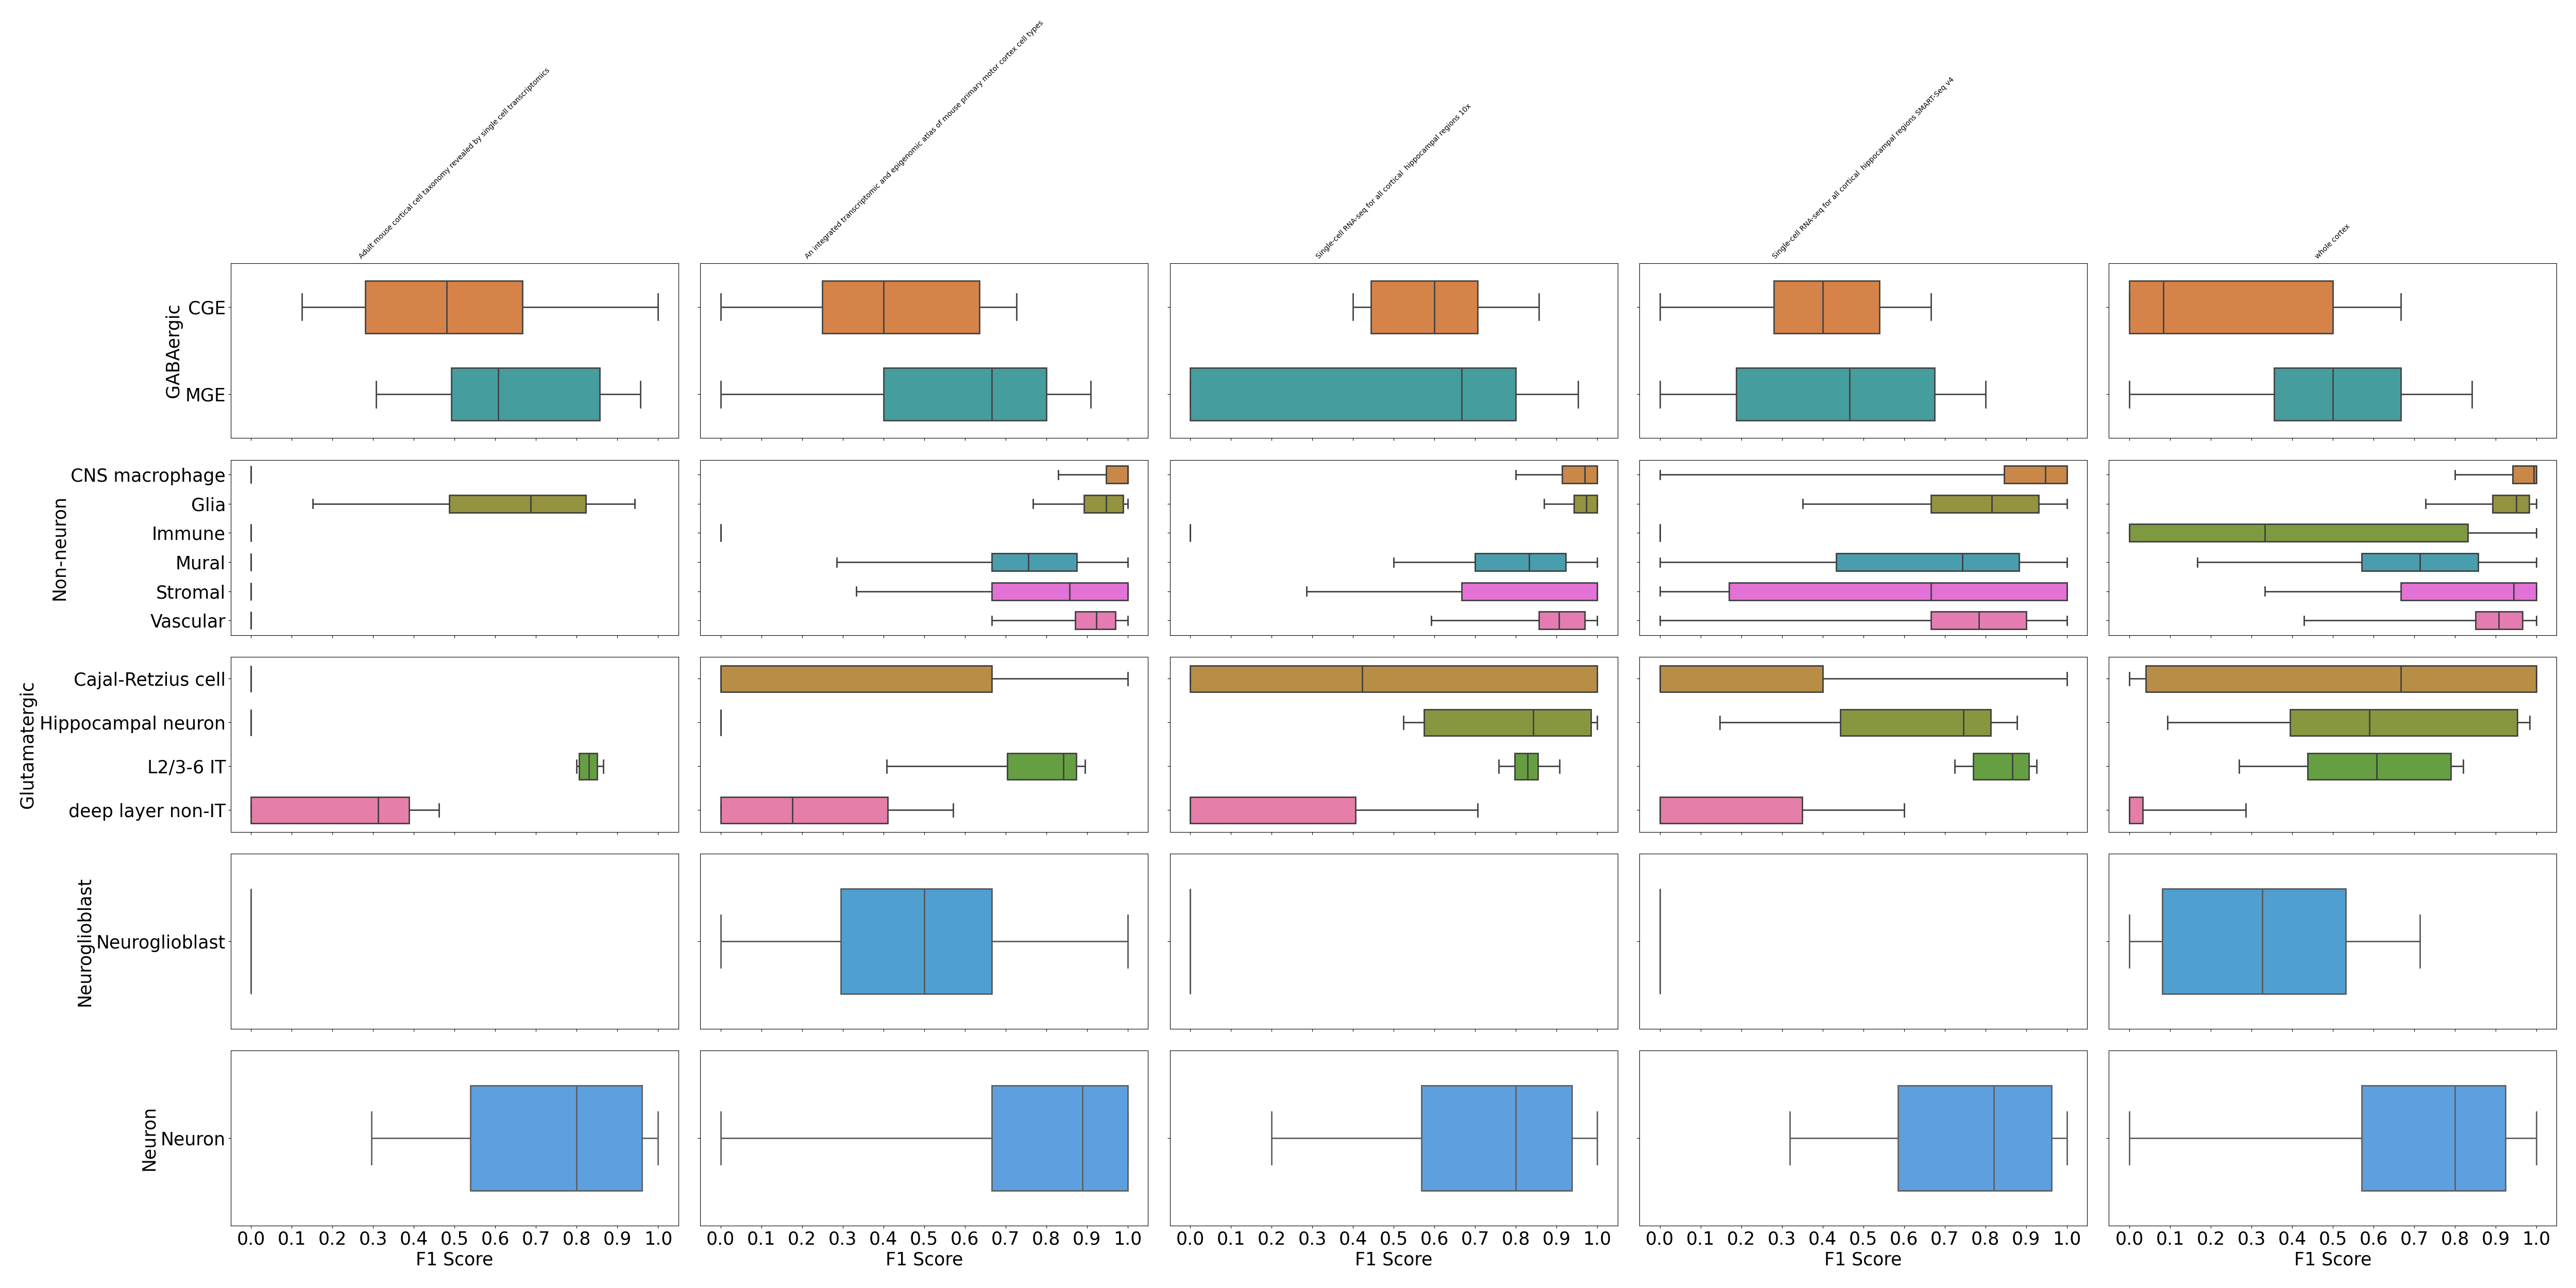 Adult mouse cortical cell taxonomy revealed by single cell transcriptomics
An integrated transcriptomic and epigenomic atlas of mouse primary motor cortex cell types
Single-cell RNA-seq for all cortical  hippocampal regions 10x
Single-cell RNA-seq for all cortical  hippocampal regions SMART-Seq v4
whole cortex
GABAergic
CGE
MGE
Non-neuron
CNS macrophage
Glia
Immune
Mural
Stromal
Vascular
Glutamatergic
Cajal-Retzius cell
Hippocampal neuron
L2/3-6 IT
deep layer non-IT
Neuroglioblast
Neuroglioblast
Neuron
Neuron
0.0 0.1 0.2 0.3 0.4 0.5 0.6 0.7 0.8 0.9 1.0
F1 Score
0.0 0.1 0.2 0.3 0.4 0.5 0.6 0.7 0.8 0.9 1.0
F1 Score
0.0 0.1 0.2 0.3 0.4 0.5 0.6 0.7 0.8 0.9 1.0
F1 Score
0.0 0.1 0.2 0.3 0.4 0.5 0.6 0.7 0.8 0.9 1.0
F1 Score
0.0 0.1 0.2 0.3 0.4 0.5 0.6 0.7 0.8 0.9 1.0
F1 Score